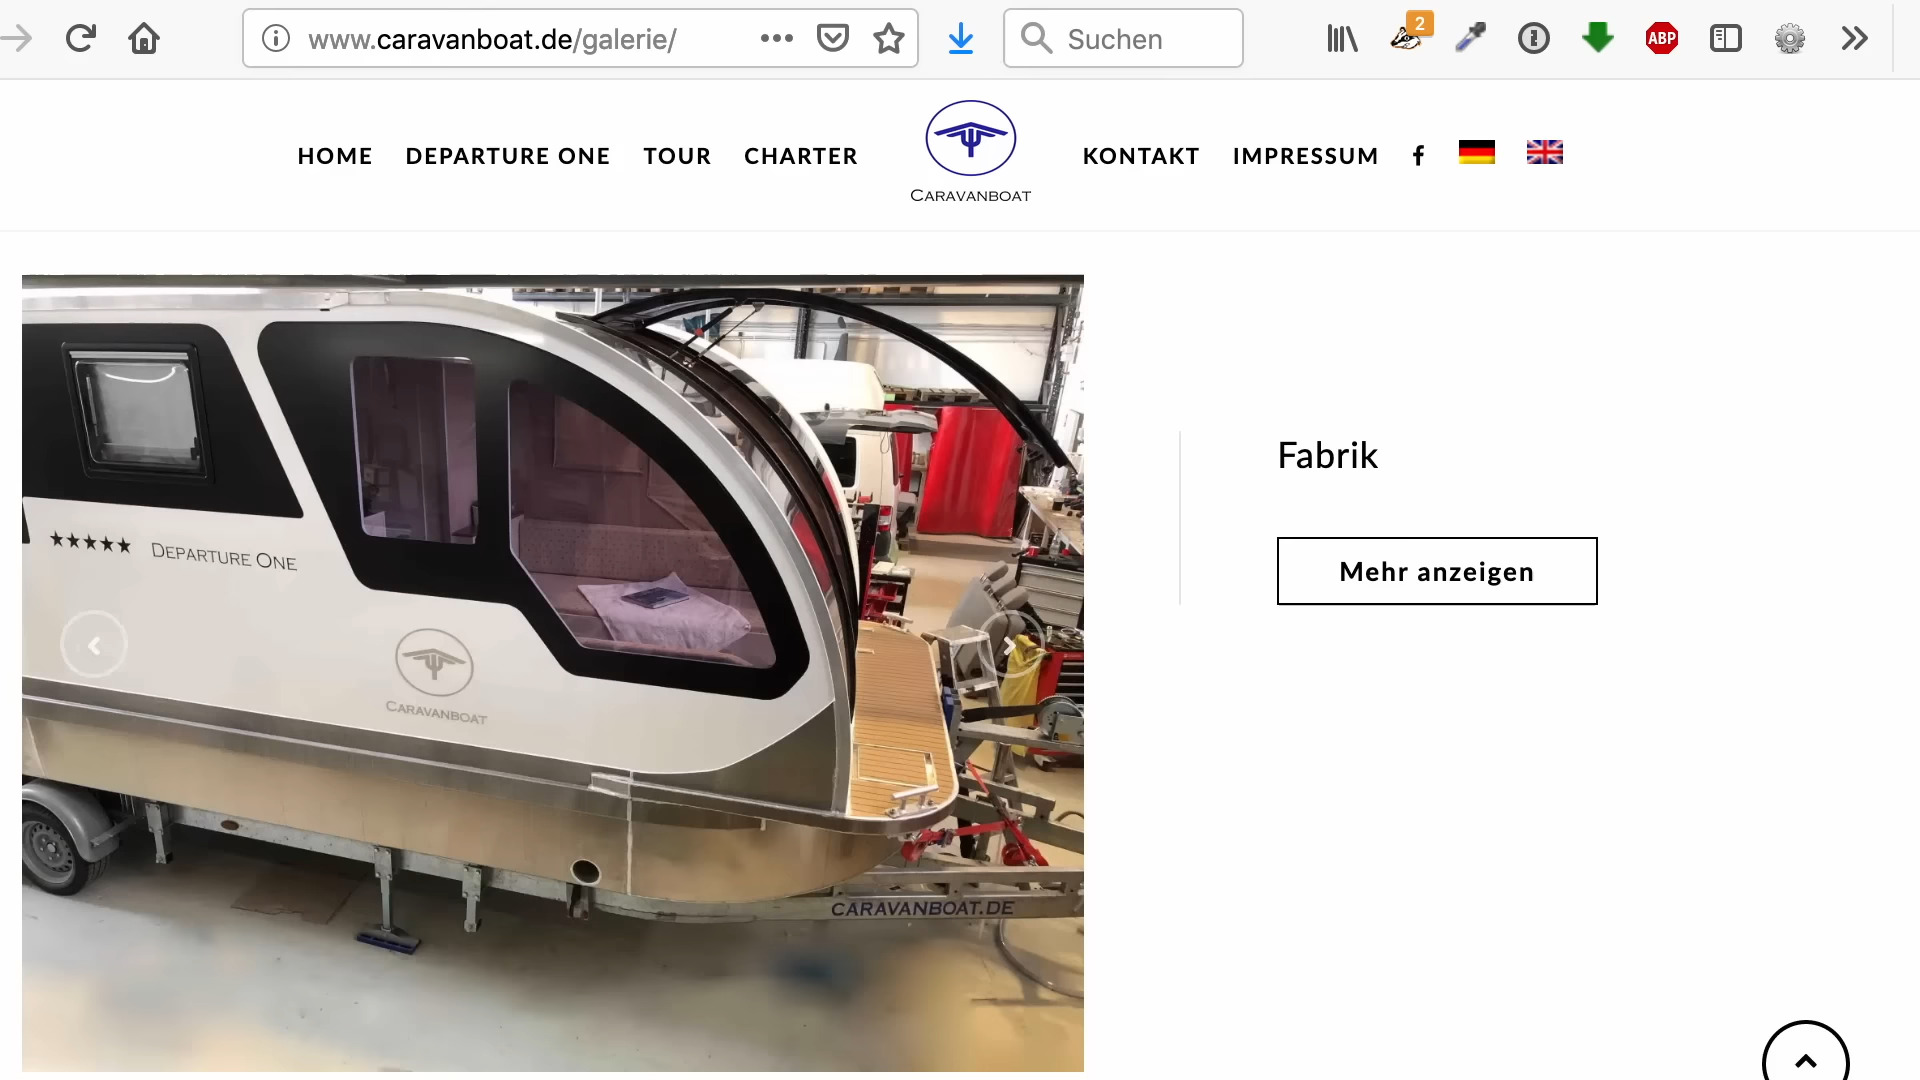 www.caravanboat.de/galerie/
Suchen
2
ABP
HOME DEPARTURE ONE TOUR CHARTER
CARAVANBOAT
KONTAKT IMPRESSUM f
★★★★★ DEPARTURE ONE
CARAVANBOAT
CARAVANBOAT.DE
Fabrik
Mehr anzeigen